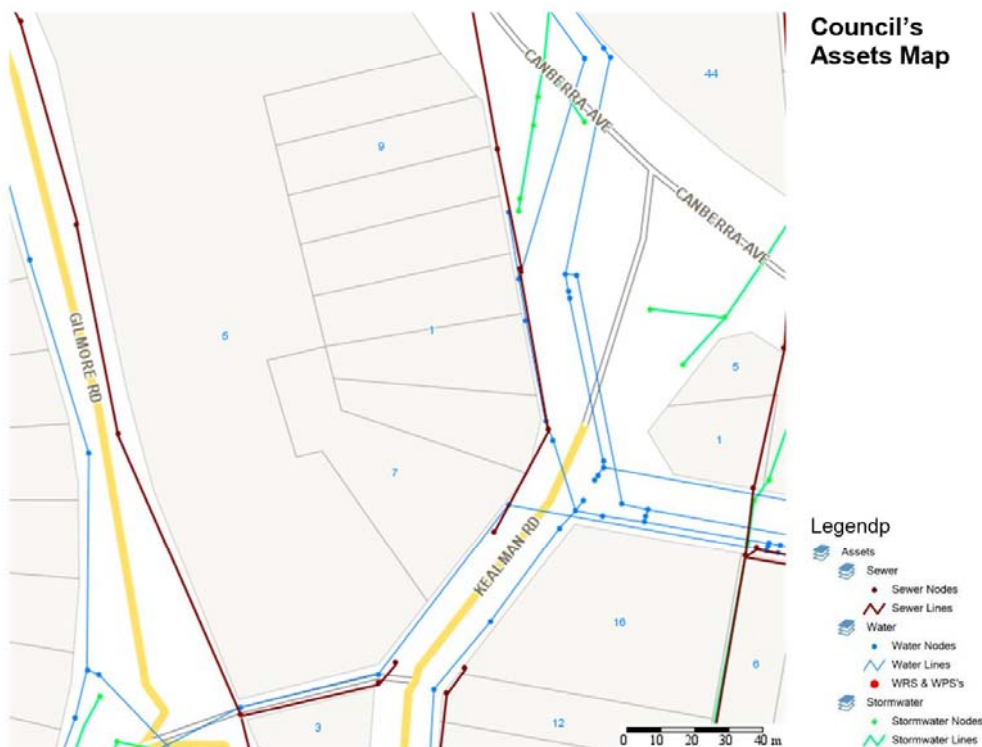 Council's
Assets Map
CANBERRA AVE
44
9
CANBERRA AVE
GILMORE RD
6
1
5
1
7
KEALMAN RD
16
6
3
12
0 10 20 30 40 m
Legendp
Assets
Sewer
Sewer Nodes
Sewer Lines
Water
Water Nodes
Water Lines
WRS & WPS's
Stormwater
Stormwater Nodes
Stormwater Lines